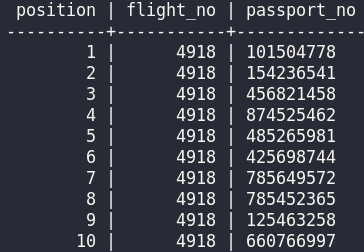 position | flight_no | passport_no
----------+-----------+-------------
1 | 4918 | 101504778
2 | 4918 | 154236541
3 | 4918 | 456821458
4 | 4918 | 874525462
5 | 4918 | 485265981
6 | 4918 | 425698744
7 | 4918 | 785649572
8 | 4918 | 785452365
9 | 4918 | 125463258
10 | 4918 | 660766997